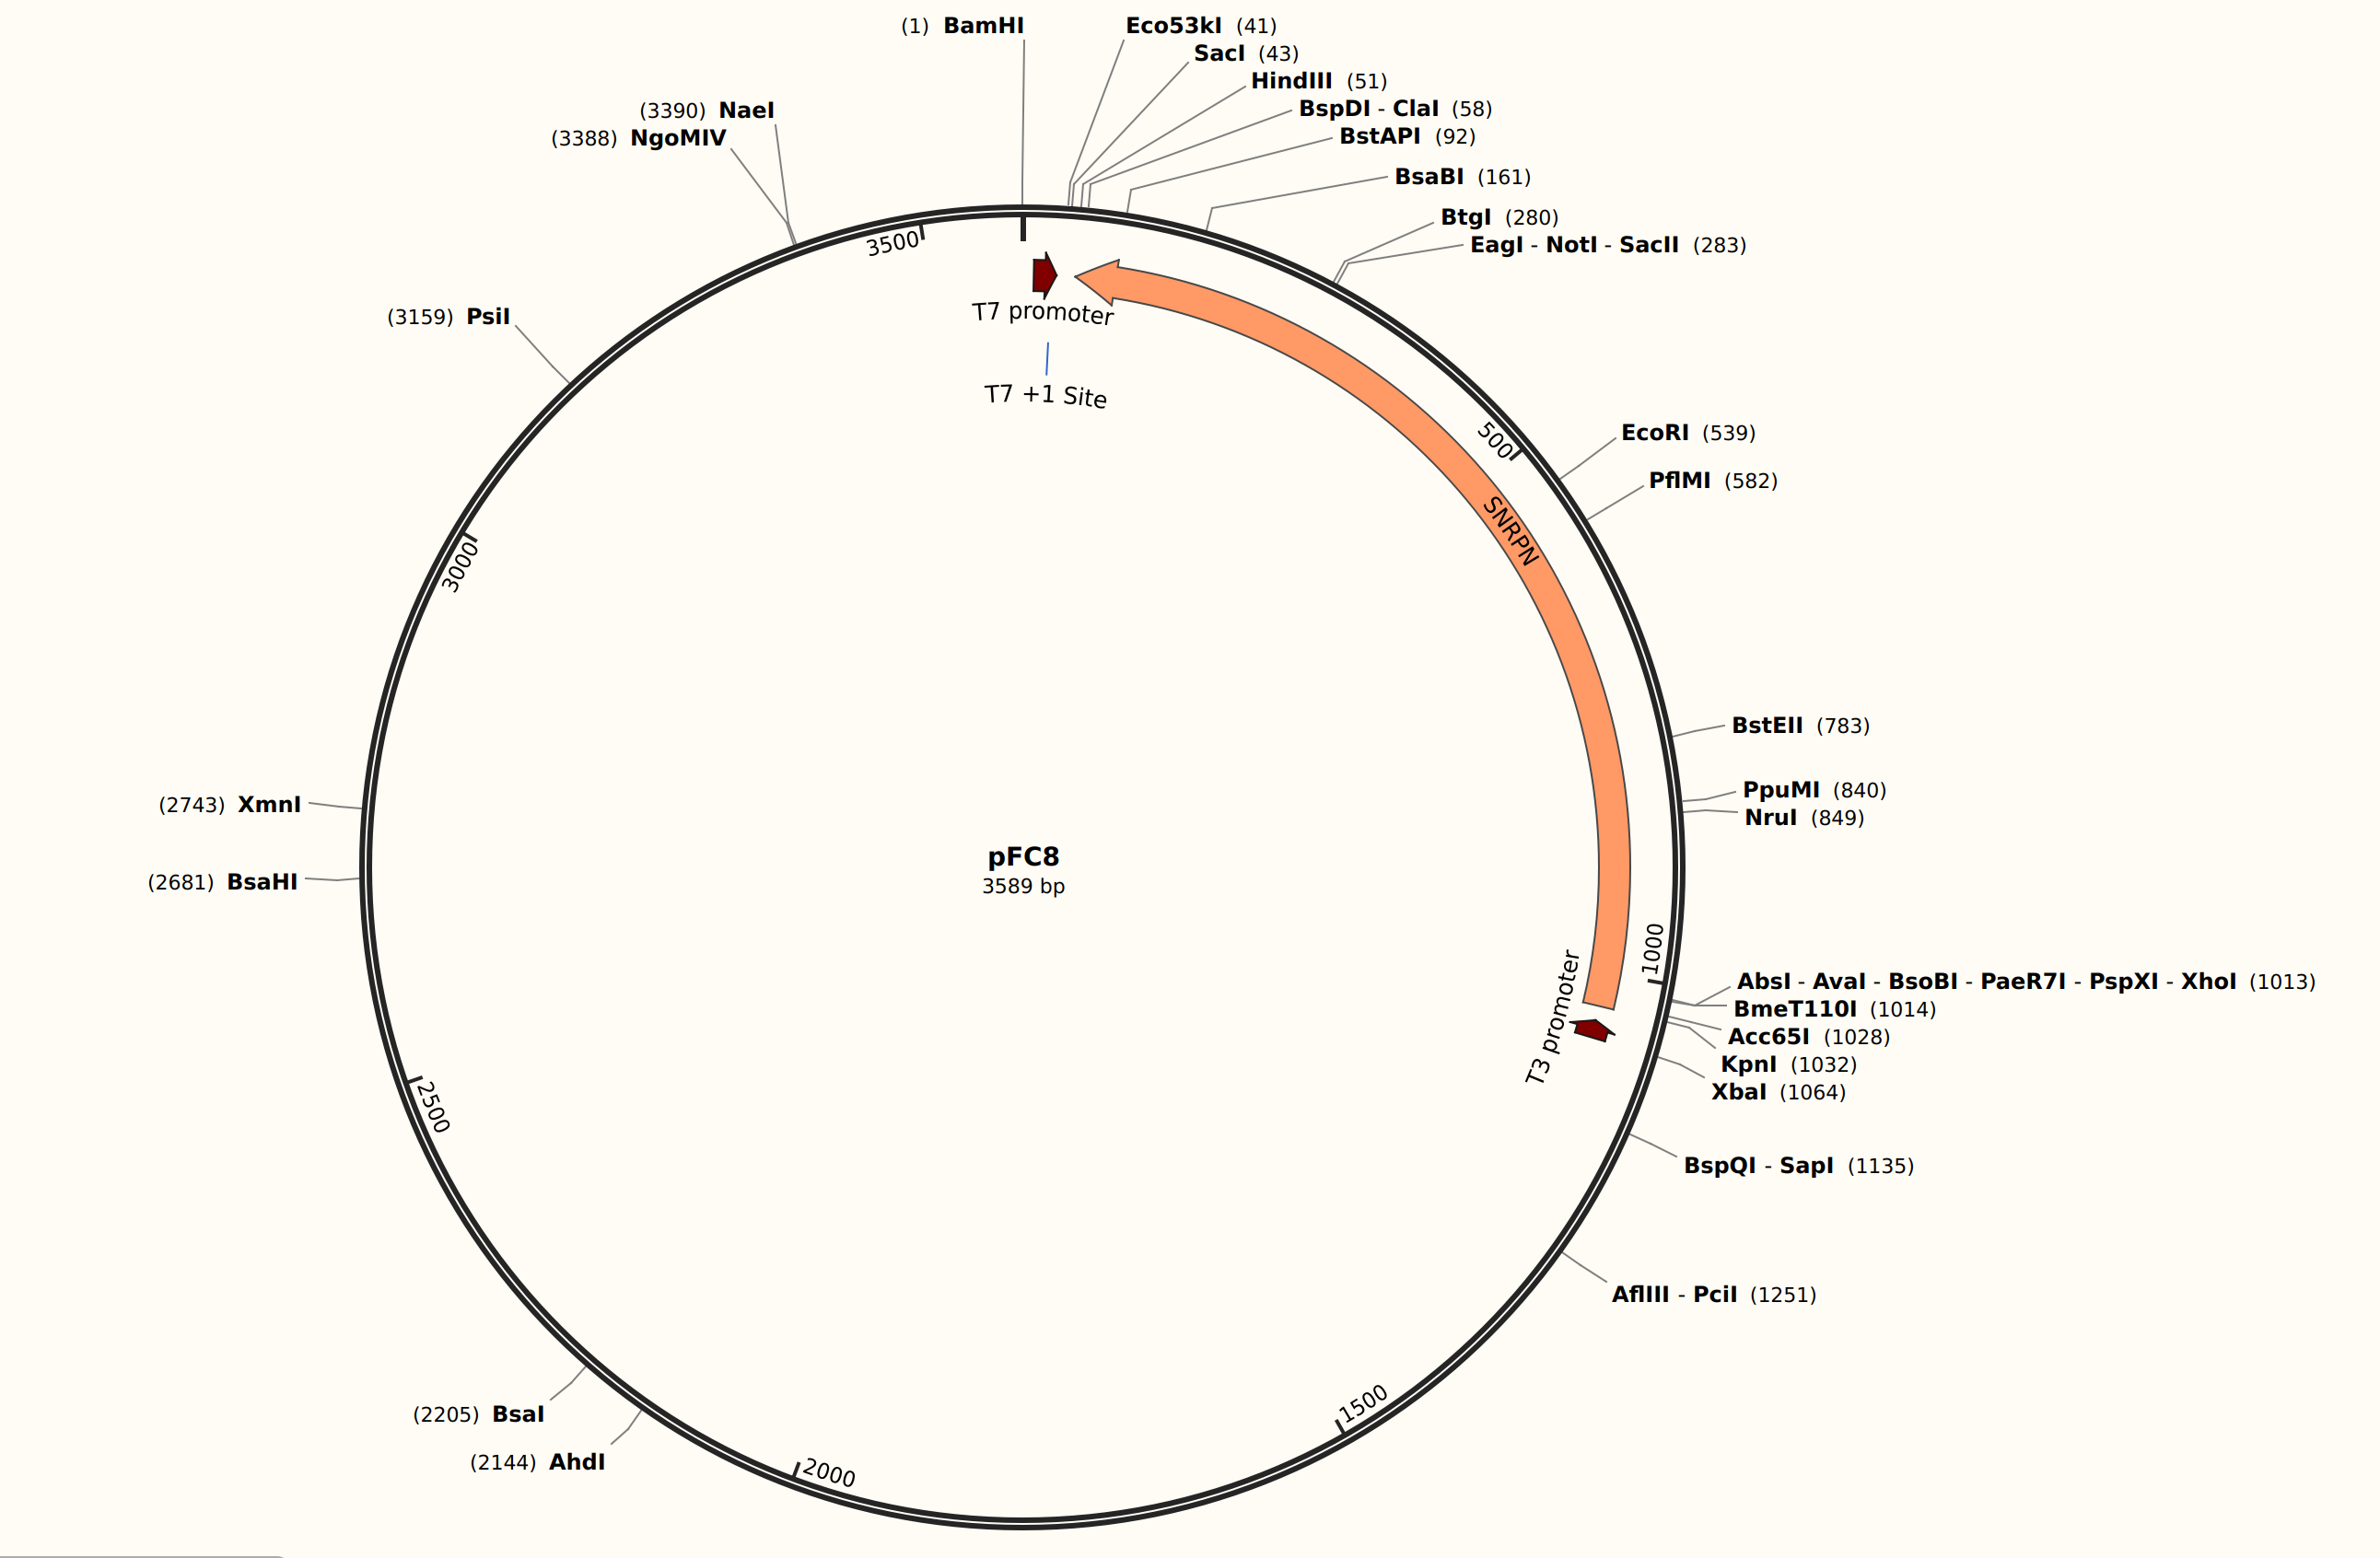 (1) BamHI
Eco53kI (41)
SacI (43)
HindIII (51)
BspDI - ClaI (58)
BstAPI (92)
BsaBI (161)
BtgI (280)
EagI - NotI - SacII (283)
EcoRI (539)
PflMI (582)
BstEII (783)
PpuMI (840)
NruI (849)
AbsI - AvaI - BsoBI - PaeR7I - PspXI - XhoI (1013)
BmeT110I (1014)
Acc65I (1028)
KpnI (1032)
XbaI (1064)
BspQI - SapI (1135)
AflIII - PciI (1251)
(2144) AhdI
(2205) BsaI
(2681) BsaHI
(2743) XmnI
(3159) PsiI
(3388) NgoMIV
(3390) NaeI
500
1000
1500
2000
2500
3000
3500
T7 promoter
T7 +1 Site
SNRPN
T3 promoter
pFC8
3589 bp